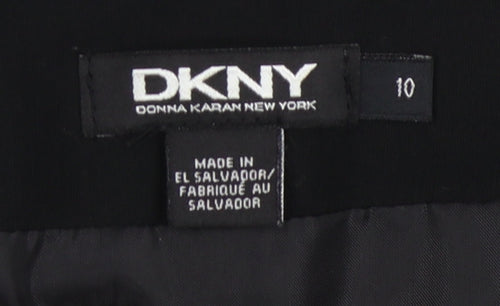 DKNY
DONNA KARAN NEW YORK
10
MADE IN
EL SALVADOR/
FABRIQUÉ AU
SALVADOR